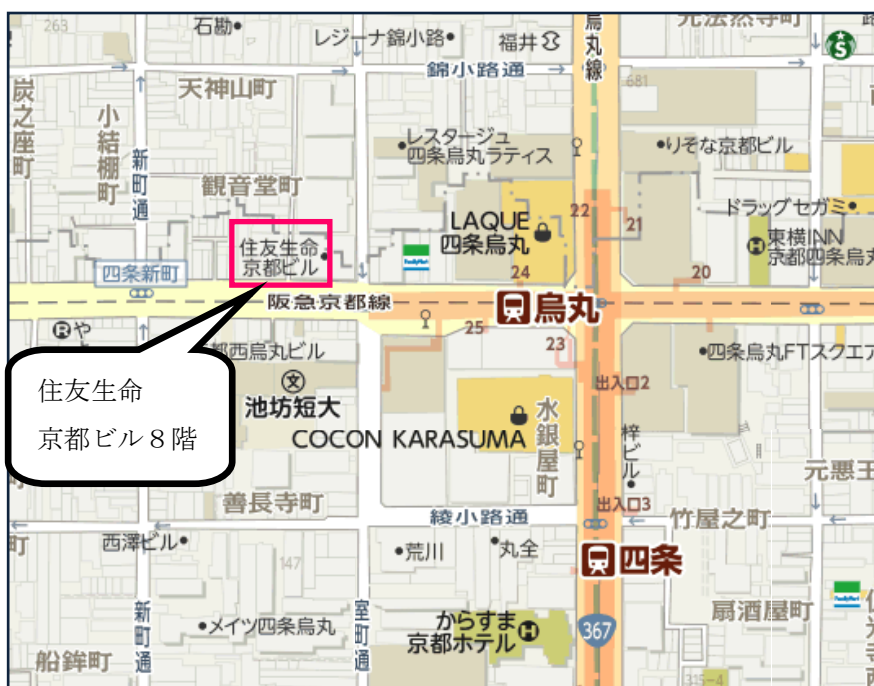 263
石勘
レジーナ錦小路
福井
烏丸線
元法然寺町
錦小路通
681
天神山町
炭之座町
小結棚町
新町通
レスタージュ
四条烏丸ラティス
りそな京都ビル
観音堂町
22
21
LAQUE
四条烏丸
ドラッグセガミ
東横INN
京都四条烏丸
住友生命
京都ビル
FamilyMart
24
20
四条新町
阪急京都線
烏丸
25
23
や
都西烏丸ビル
四条烏丸FTスクエア
住友生命
京都ビル８階
文
池坊短大
出入口2
水銀屋町
COCON KARASUMA
梓ビル
元悪王
善長寺町
出入口3
綾小路通
竹屋之町
町
西澤ビル
147
荒川
丸全
四条
新町通
室町通
メイツ四条烏丸
からすま
京都ホテル
367
扇酒屋町
FamilyMart
船鉾町
315-4